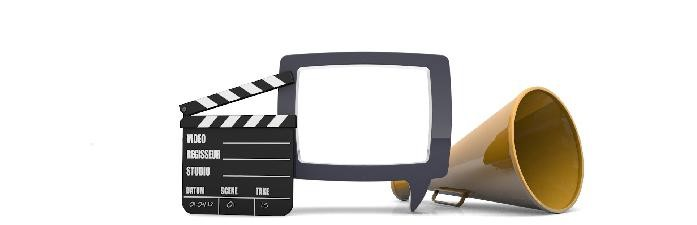 VIDEO
REGISSEUR
STUDIO
DATUM SCENE TAKE